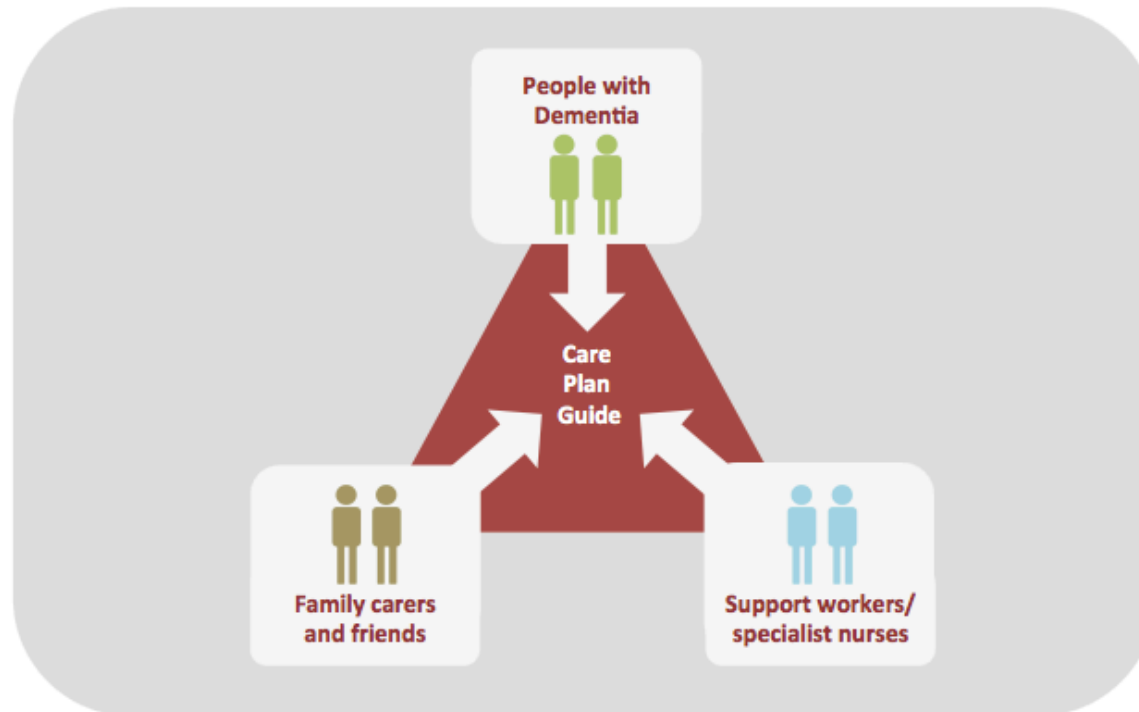 People with
Dementia
Care
Plan
Guide
Family carers
and friends
Support workers/
specialist nurses